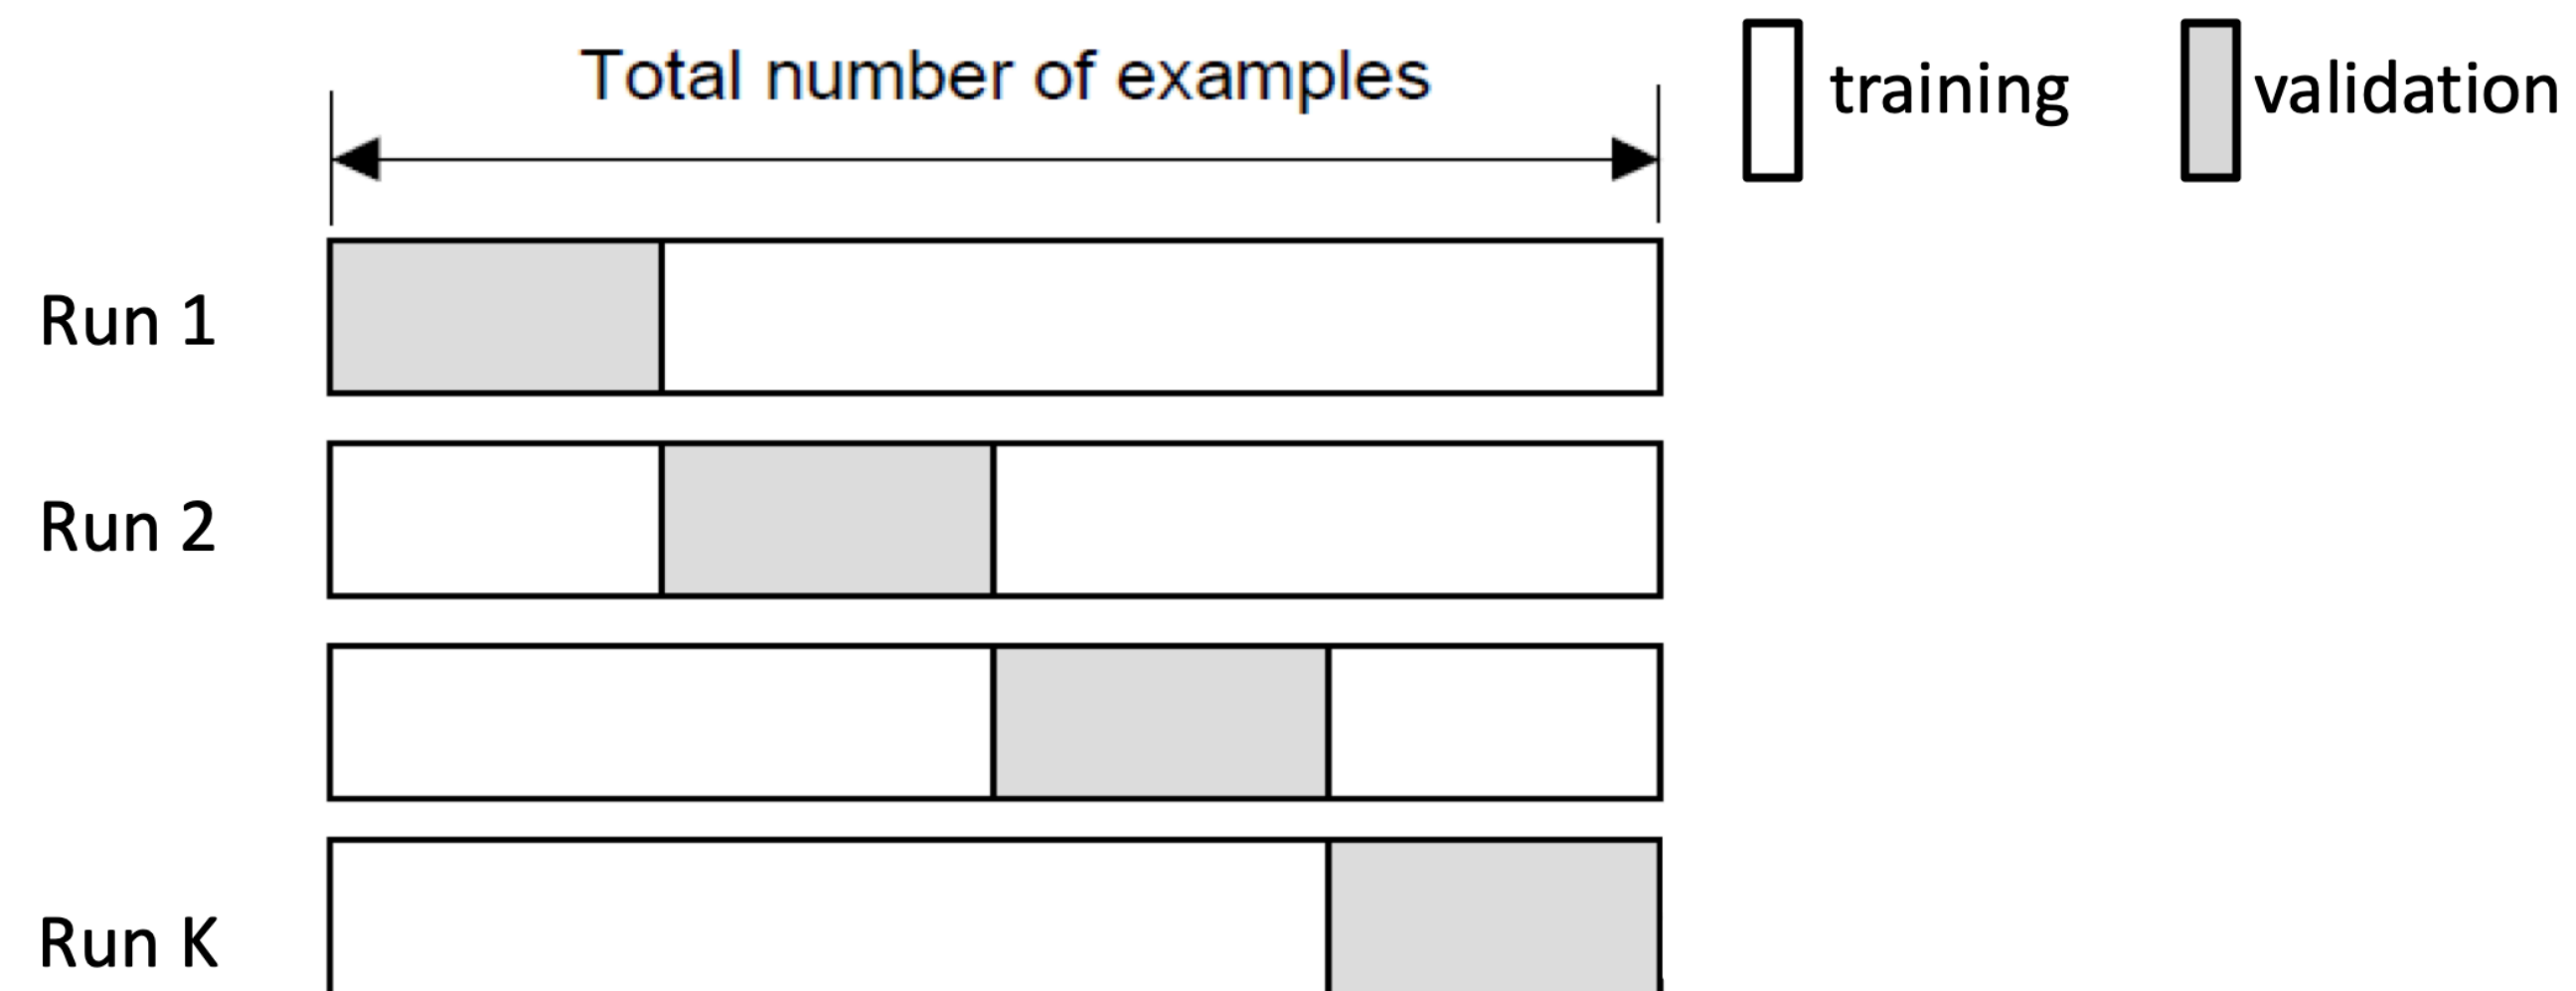 Total number of examples
training
validation
Run 1
Run 2
Run K